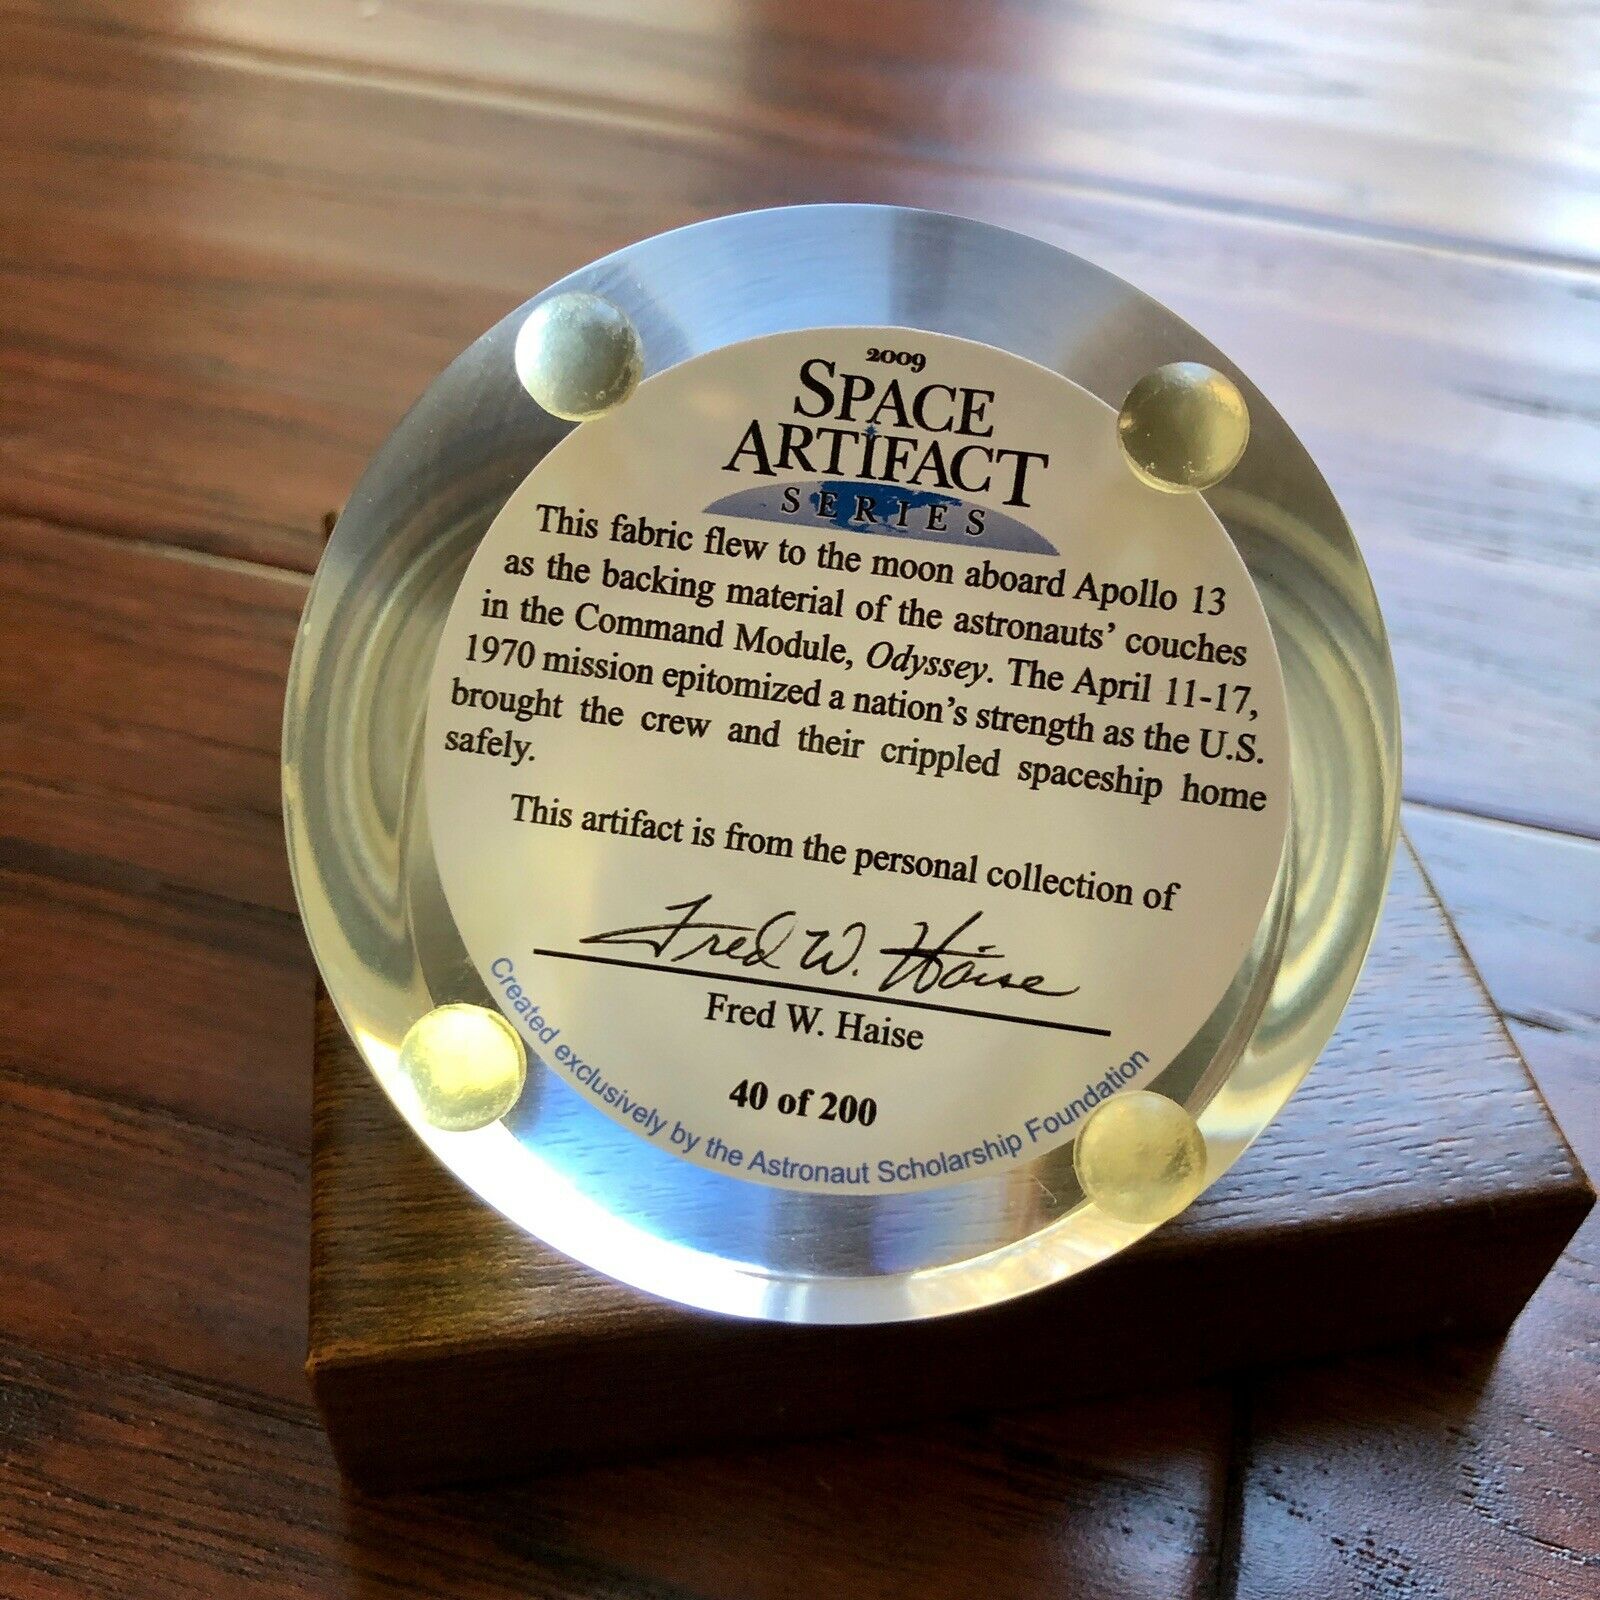 2009
SPACE
ARTIFACT
SERIES
This fabric flew to the moon aboard Apollo 13
as the backing material of the astronauts' couches
in the Command Module, Odyssey. The April 11-17,
1970 mission epitomized a nation's strength as the U.S.
brought the crew and their crippled spaceship home
safely.
This artifact is from the personal collection of
Fred W. Haise
Fred W. Haise
40 of 200
Created exclusively by the Astronaut Scholarship Foundation